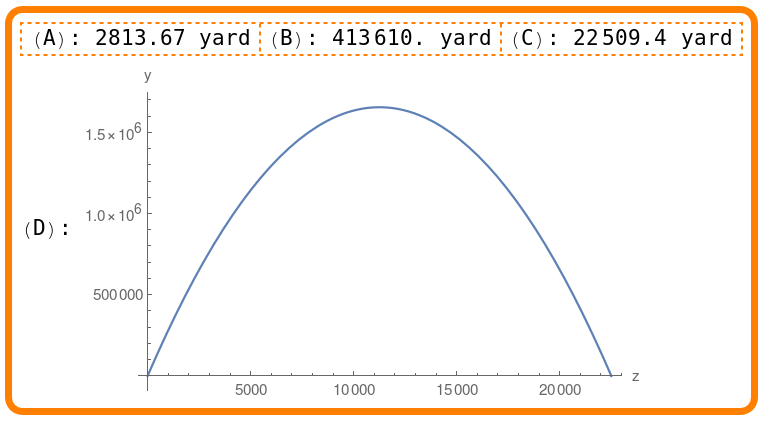 (A): 2813.67 yard (B): 413610. yard (C): 22509.4 yard
y
1.5×10^6
1.0×10^6
(D):
500000
z
5000 10000 15000 20000